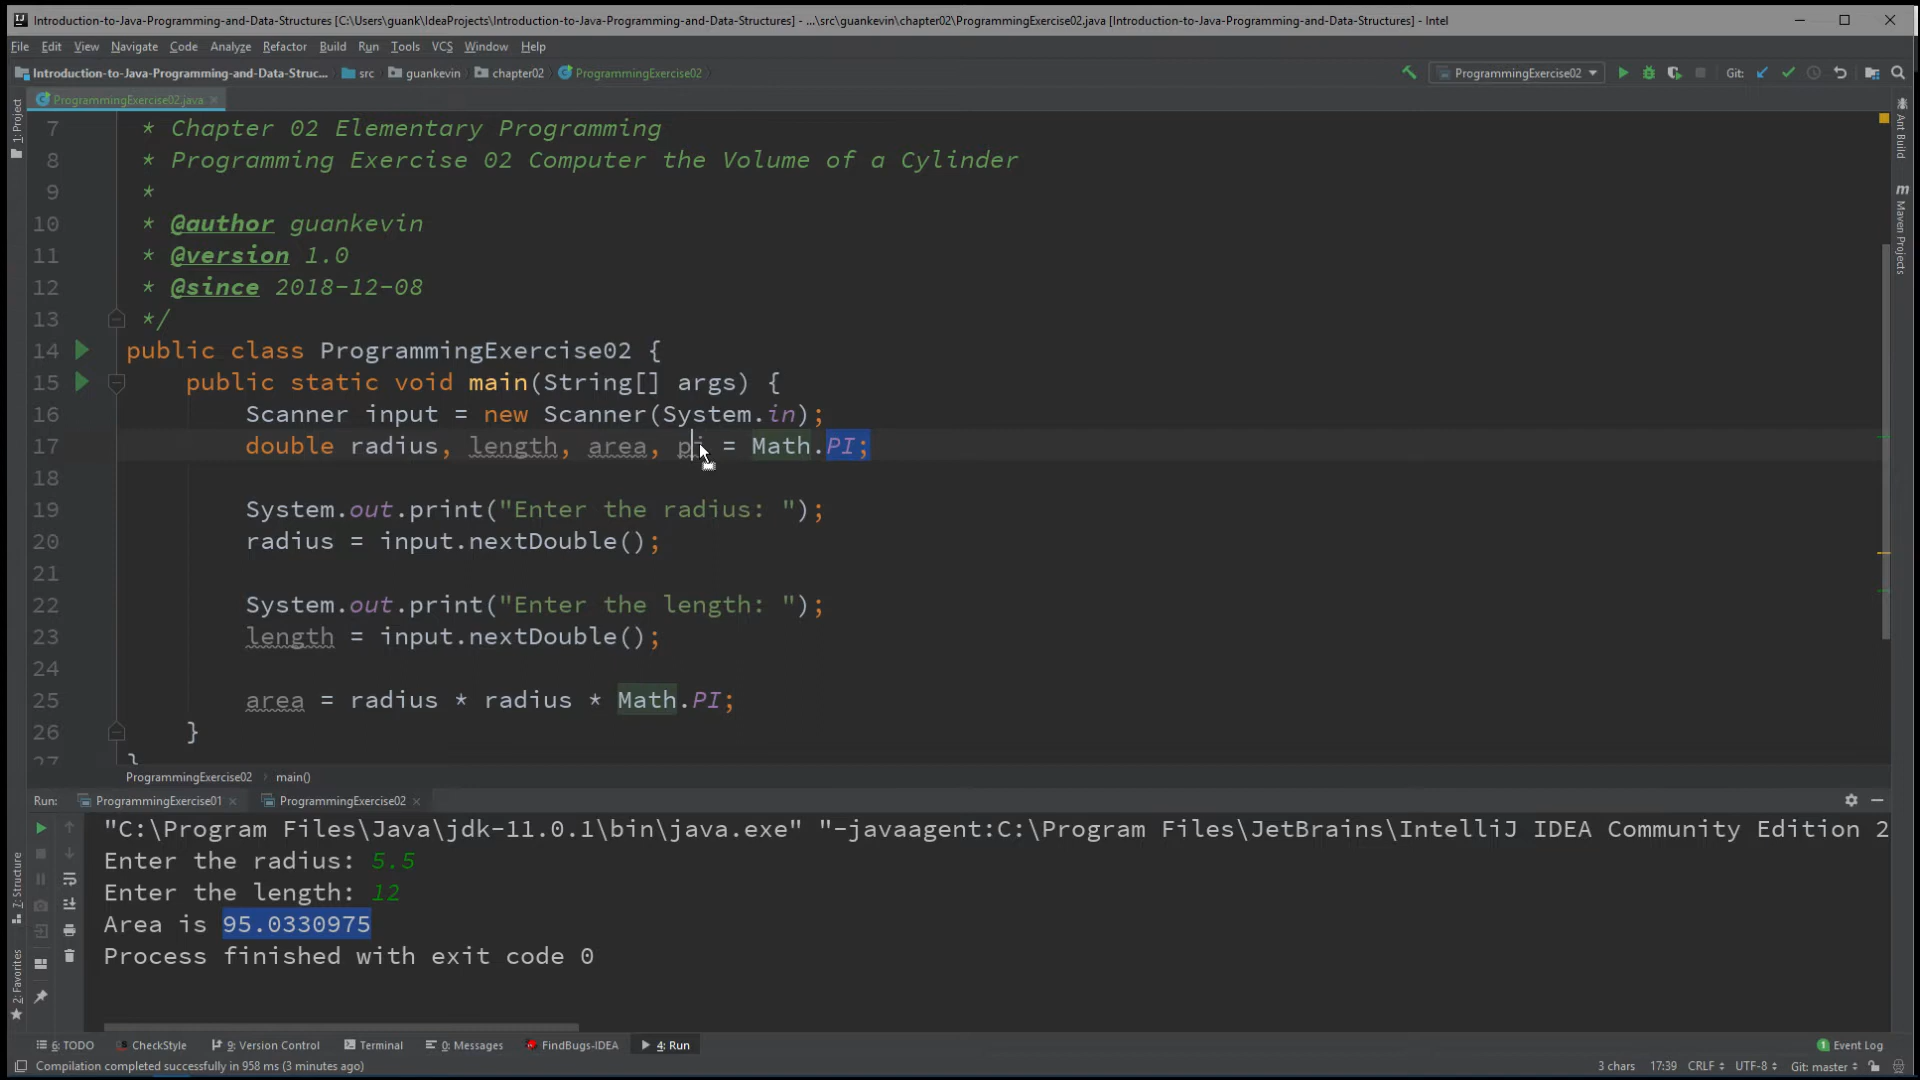 Introduction-to-Java-Programming-and-Data-Structures [C:\Users\guank\IdeaProjects\Introduction-to-Java-Programming-and-Data-Structures] - ...\src\guankevin\chapter02\ProgrammingExercise02.java [Introduction-to-Java-Programming-and-Data-Structures] - Intel
File Edit View Navigate Code Analyze Refactor Build Run Tools VCS Window Help
Introduction-to-Java-Programming-and-Data-Struc... src guankevin chapter02 ProgrammingExercise02 ProgrammingExercise02 Git:
ProgrammingExercise02.java
1: Project
Ant Build
Maven Projects
7 * Chapter 02 Elementary Programming
8 * Programming Exercise 02 Computer the Volume of a Cylinder
9 *
10 * @author guankevin
11 * @version 1.0
12 * @since 2018-12-08
13 */
14 public class ProgrammingExercise02 {
15 public static void main(String[] args) {
16 Scanner input = new Scanner(System.in);
17 double radius, length, area, pi = Math.PI;
18
19 System.out.print("Enter the radius: ");
20 radius = input.nextDouble();
21
22 System.out.print("Enter the length: ");
23 length = input.nextDouble();
24
25 area = radius * radius * Math.PI;
26 }
27 }
ProgrammingExercise02 main()
Run: ProgrammingExercise01 ProgrammingExercise02
"C:\Program Files\Java\jdk-11.0.1\bin\java.exe" "-javaagent:C:\Program Files\JetBrains\IntelliJ IDEA Community Edition 2
Enter the radius: 5.5
Enter the length: 12
Area is 95.0330975
Process finished with exit code 0
7: Structure
2: Favorites
6: TODO CheckStyle 9: Version Control Terminal 0: Messages FindBugs-IDEA 4: Run 1 Event Log
Compilation completed successfully in 958 ms (3 minutes ago) 3 chars 17:39 CRLF UTF-8 Git: master